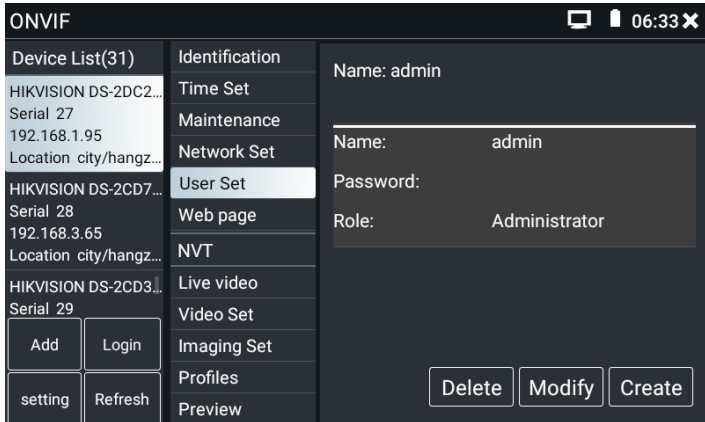 ONVIF
06:33
Device List(31)
HIKVISION DS-2DC2...
Serial 27
192.168.1.95
Location city/hangz...
HIKVISION DS-2CD7...
Serial 28
192.168.3.65
Location city/hangz...
HIKVISION DS-2CD3...
Serial 29
Add
Login
setting
Refresh
Identification
Time Set
Maintenance
Network Set
User Set
Web page
NVT
Live video
Video Set
Imaging Set
Profiles
Preview
Name: admin
Name: admin
Password:
Role: Administrator
Delete
Modify
Create